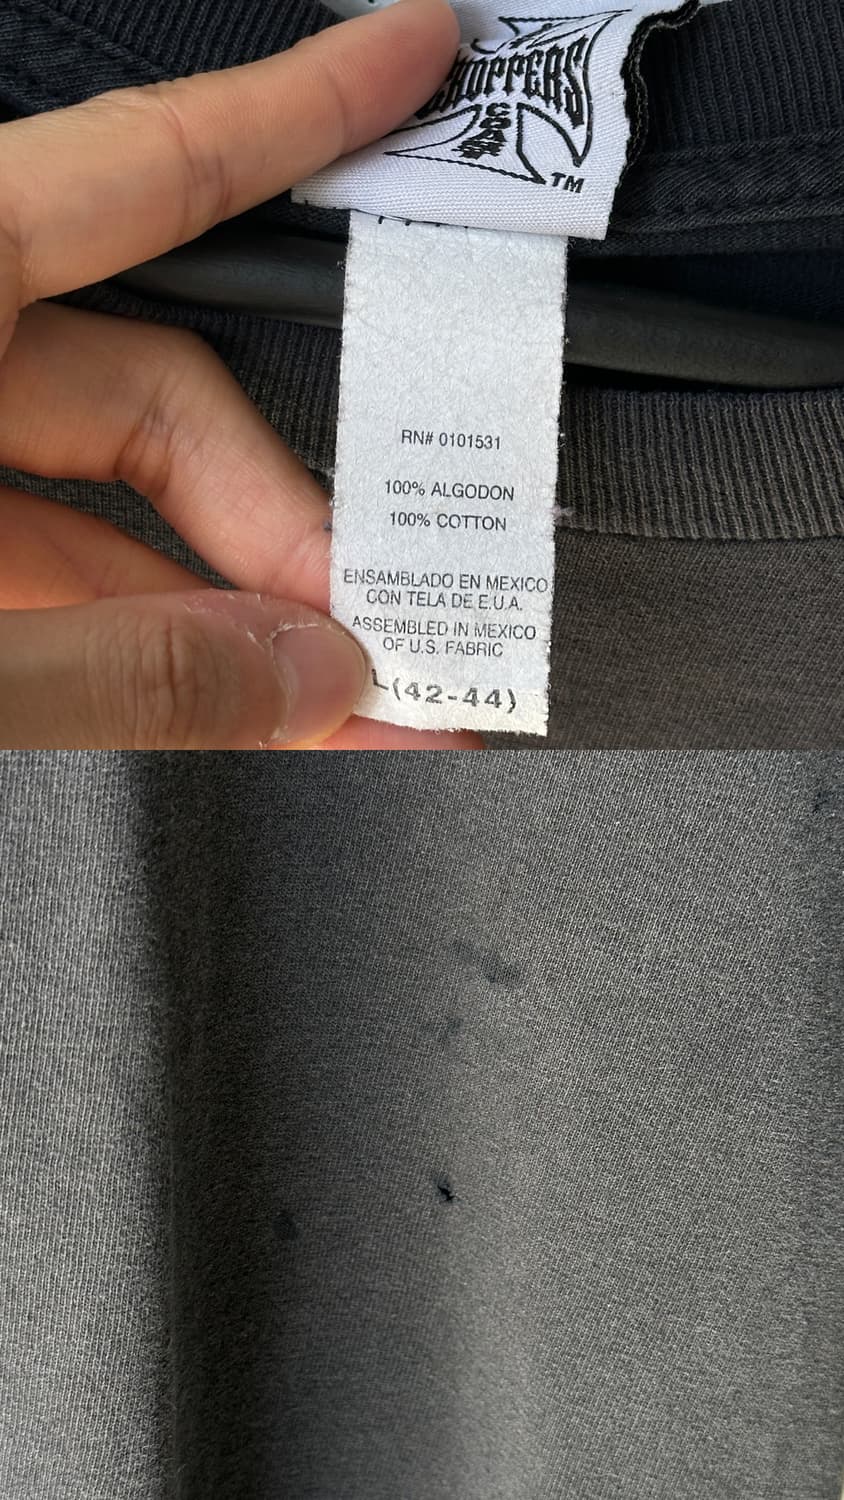 CHOPPERS
TM
RN# 0101531
100% ALGODON
100% COTTON
ENSAMBLADO EN MEXICO
CON TELA DE E.U.A.
ASSEMBLED IN MEXICO
OF U.S. FABRIC
L(42-44)